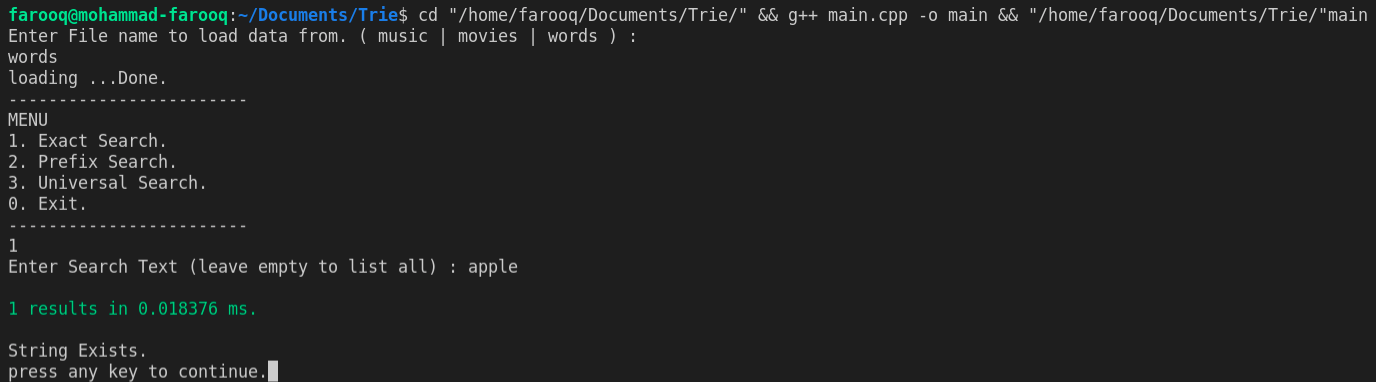 farooq@mohammad-farooq:~/Documents/Trie$ cd "/home/farooq/Documents/Trie/" && g++ main.cpp -o main && "/home/farooq/Documents/Trie/"main
Enter File name to load data from. ( music | movies | words ) :
words
loading ...Done.
------------------------
MENU
1. Exact Search.
2. Prefix Search.
3. Universal Search.
0. Exit.
------------------------
1
Enter Search Text (leave empty to list all) : apple
1 results in 0.018376 ms.
String Exists.
press any key to continue.